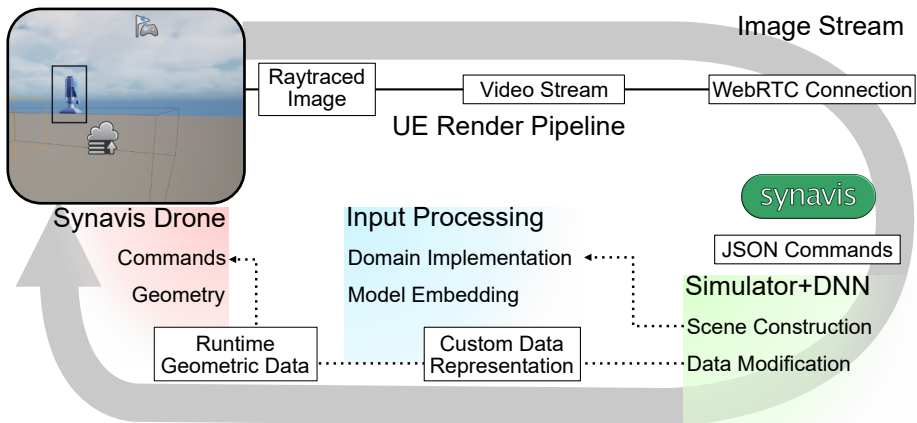 Image Stream
Raytraced
Image
Video Stream
WebRTC Connection
UE Render Pipeline
synavis
JSON Commands
Synavis Drone
Commands
Geometry
Input Processing
Domain Implementation
Model Embedding
Simulator+DNN
Scene Construction
Data Modification
Runtime
Geometric Data
Custom Data
Representation